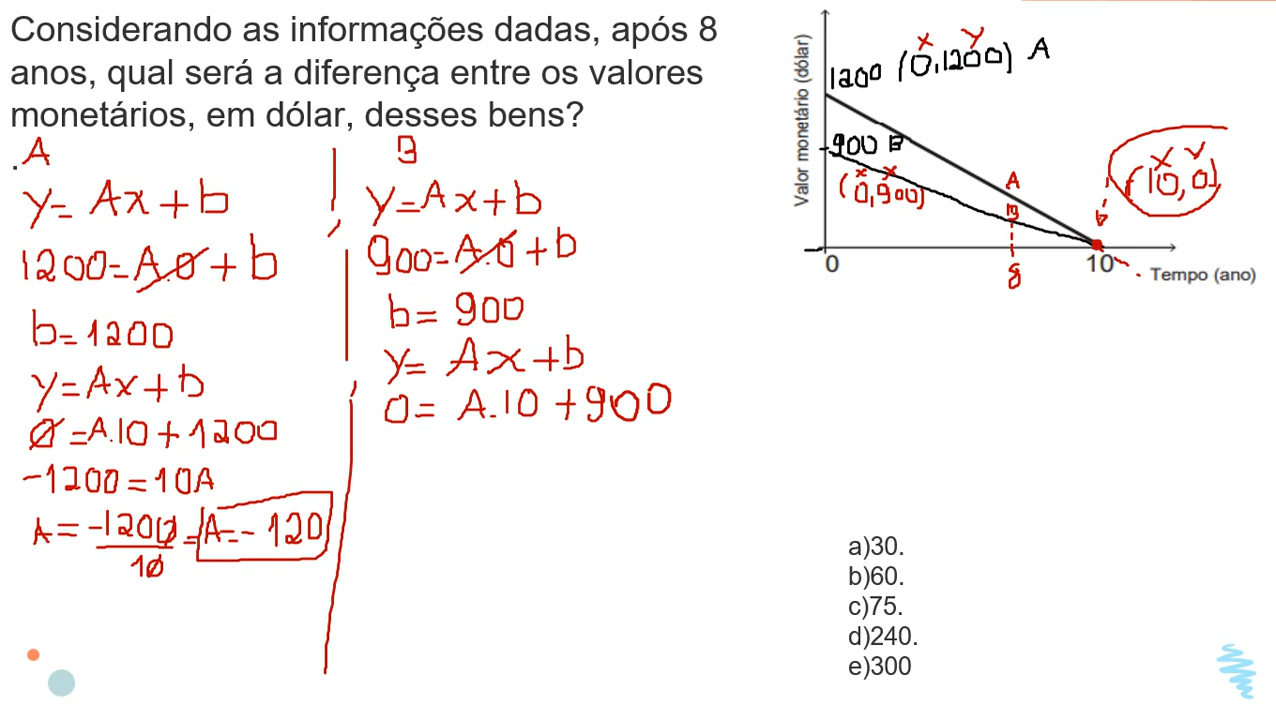 Considerando as informações dadas, após 8
anos, qual será a diferença entre os valores
monetários, em dólar, desses bens?
. A
y= Ax+b
1200=A.0+b
b=1200
y=Ax+b
0=A.10+1200
-1200=10A
A=-1200=A=-120
10
B
y=Ax+b
900=A.0+b
b= 900
y= Ax+b
0= A.10+900
Valor monetário (dólar)
x y
1200 (0,1200) A
900 B
x x
(0,900)
A
B
8
x y
(10,0)
0
10
Tempo (ano)
a)30.
b)60.
c)75.
d)240.
e)300